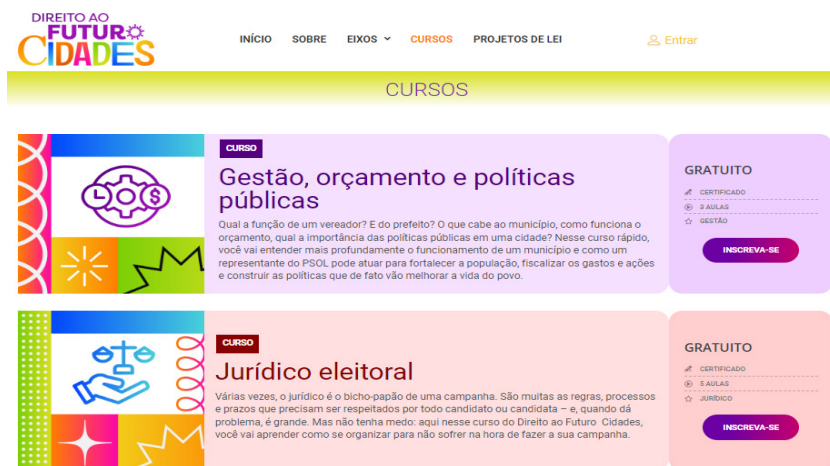 DIREITO AO
FUTURO
CIDADES
INÍCIO SOBRE EIXOS CURSOS PROJETOS DE LEI
Entrar
CURSOS
CURSO
Gestão, orçamento e políticas
públicas
Qual a função de um vereador? E do prefeito? O que cabe ao município, como funciona o
orçamento, qual a importância das políticas públicas em uma cidade? Nesse curso rápido,
você vai entender mais profundamente o funcionamento de um município e como um
representante do PSOL pode atuar para fortalecer a população, fiscalizar os gastos e ações
e construir as políticas que de fato vão melhorar a vida do povo.
GRATUITO
CERTIFICADO
3 AULAS
GESTÃO
INSCREVA-SE
CURSO
Jurídico eleitoral
Várias vezes, o jurídico é o bicho-papão de uma campanha. São muitas as regras, processos
e prazos que precisam ser respeitados por todo candidato ou candidata – e, quando dá
problema, é grande. Mas não tenha medo: aqui nesse curso do Direito ao Futuro Cidades,
você vai aprender como se organizar para não sofrer na hora de fazer a sua campanha.
GRATUITO
CERTIFICADO
5 AULAS
JURÍDICO
INSCREVA-SE